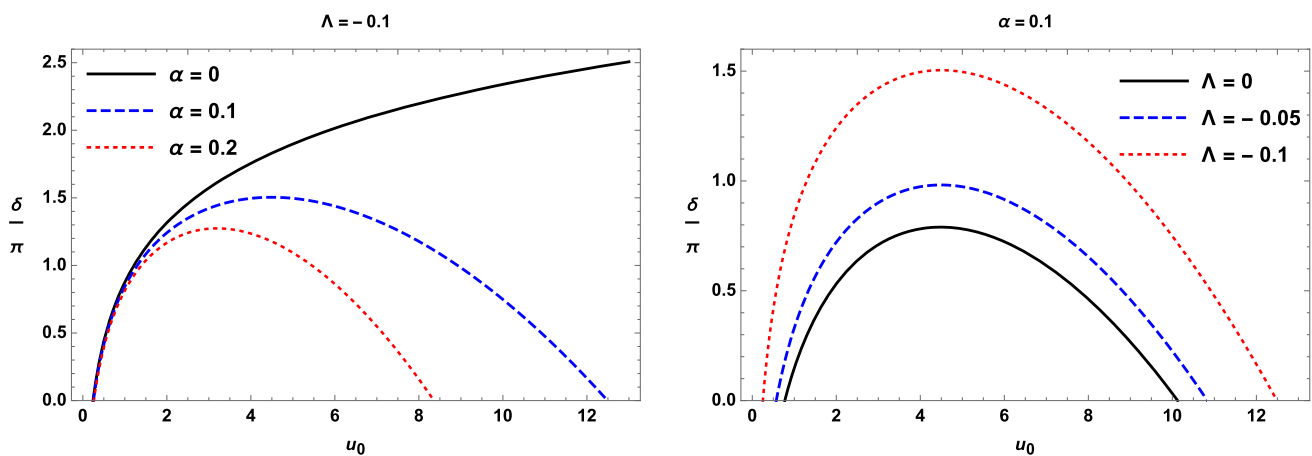 Λ = – 0.1
2.5
2.0
1.5
1.0
0.5
0.0
δ
π
α = 0
α = 0.1
α = 0.2
0 2 4 6 8 10 12
u₀
α = 0.1
1.5
1.0
0.5
0.0
δ
π
Λ = 0
Λ = – 0.05
Λ = – 0.1
0 2 4 6 8 10 12
u₀